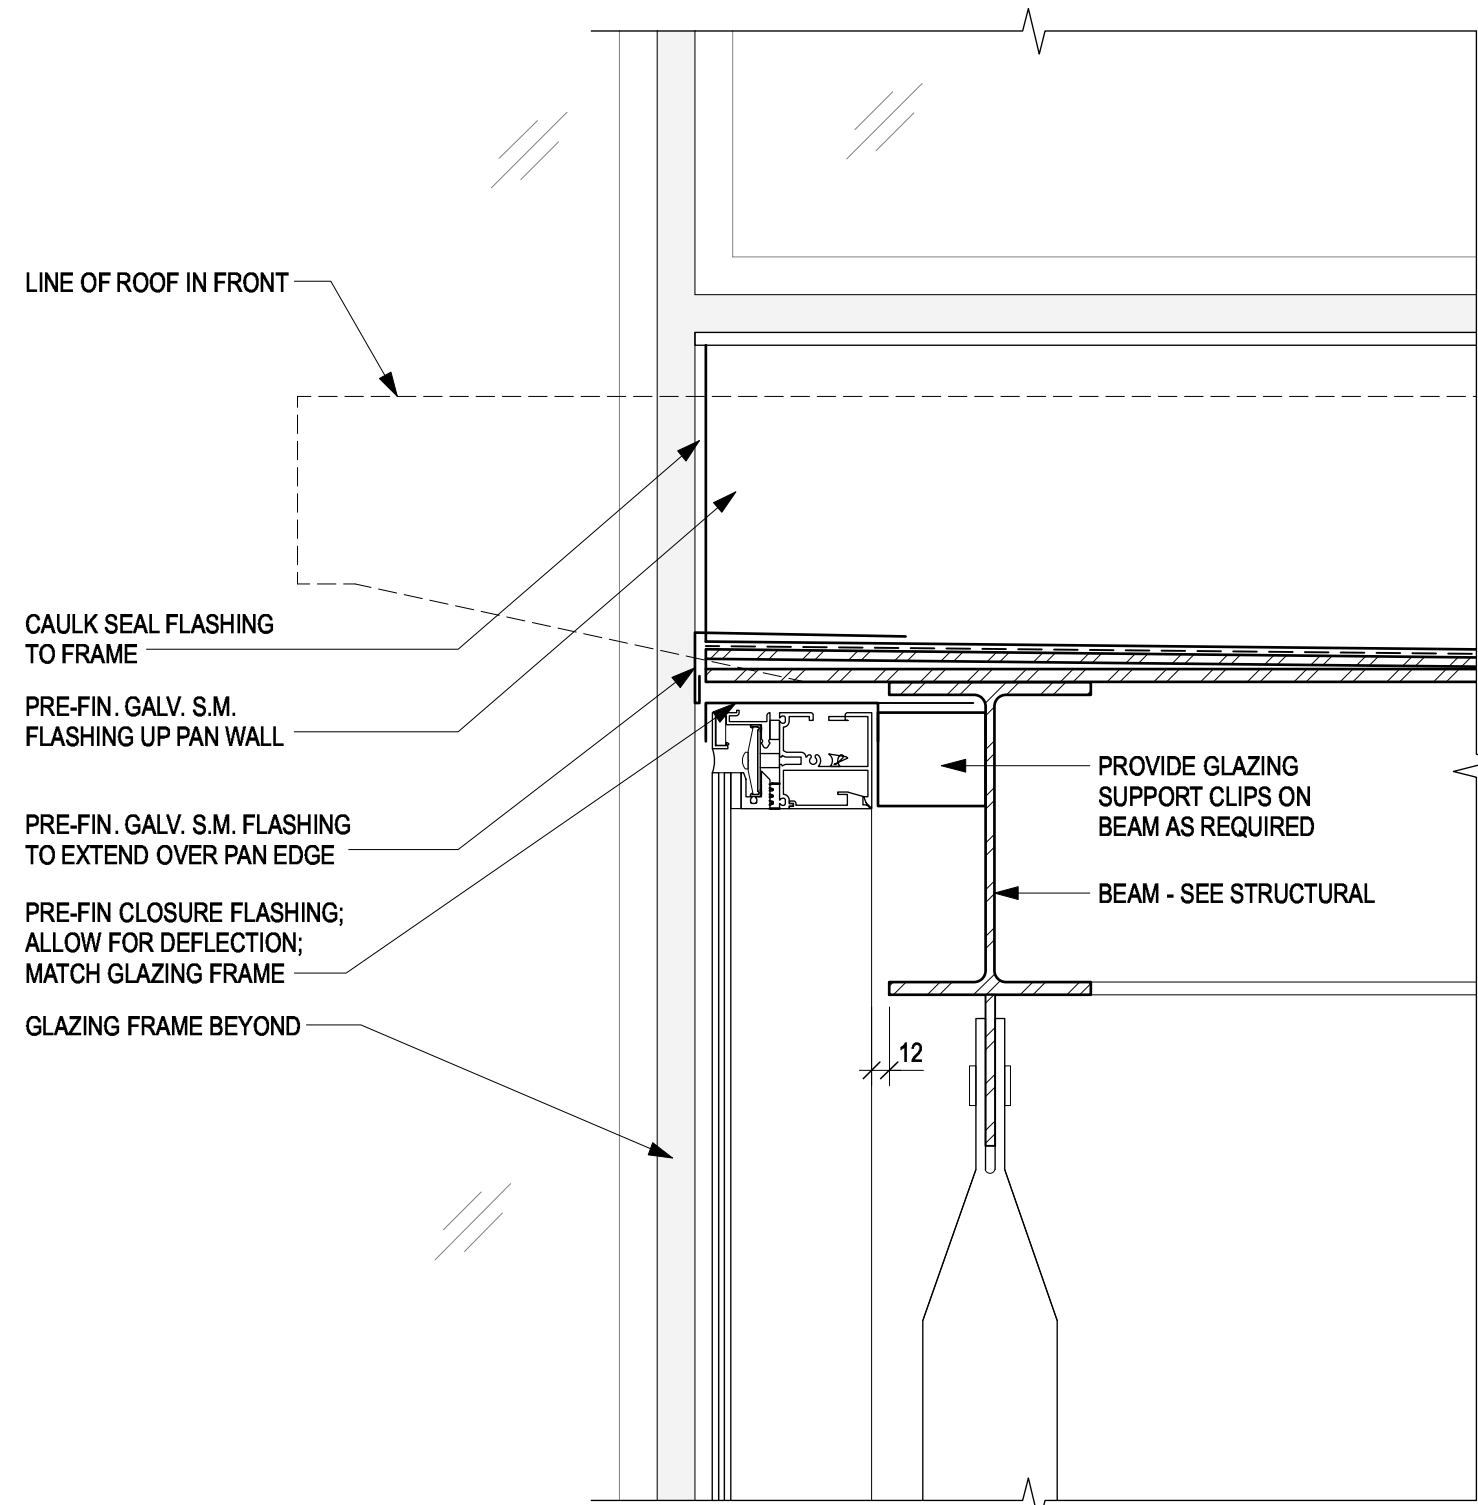 LINE OF ROOF IN FRONT
CAULK SEAL FLASHING
TO FRAME
PRE-FIN. GALV. S.M.
FLASHING UP PAN WALL
PRE-FIN. GALV. S.M. FLASHING
TO EXTEND OVER PAN EDGE
PRE-FIN CLOSURE FLASHING;
ALLOW FOR DEFLECTION;
MATCH GLAZING FRAME
GLAZING FRAME BEYOND
PROVIDE GLAZING
SUPPORT CLIPS ON
BEAM AS REQUIRED
BEAM - SEE STRUCTURAL
12